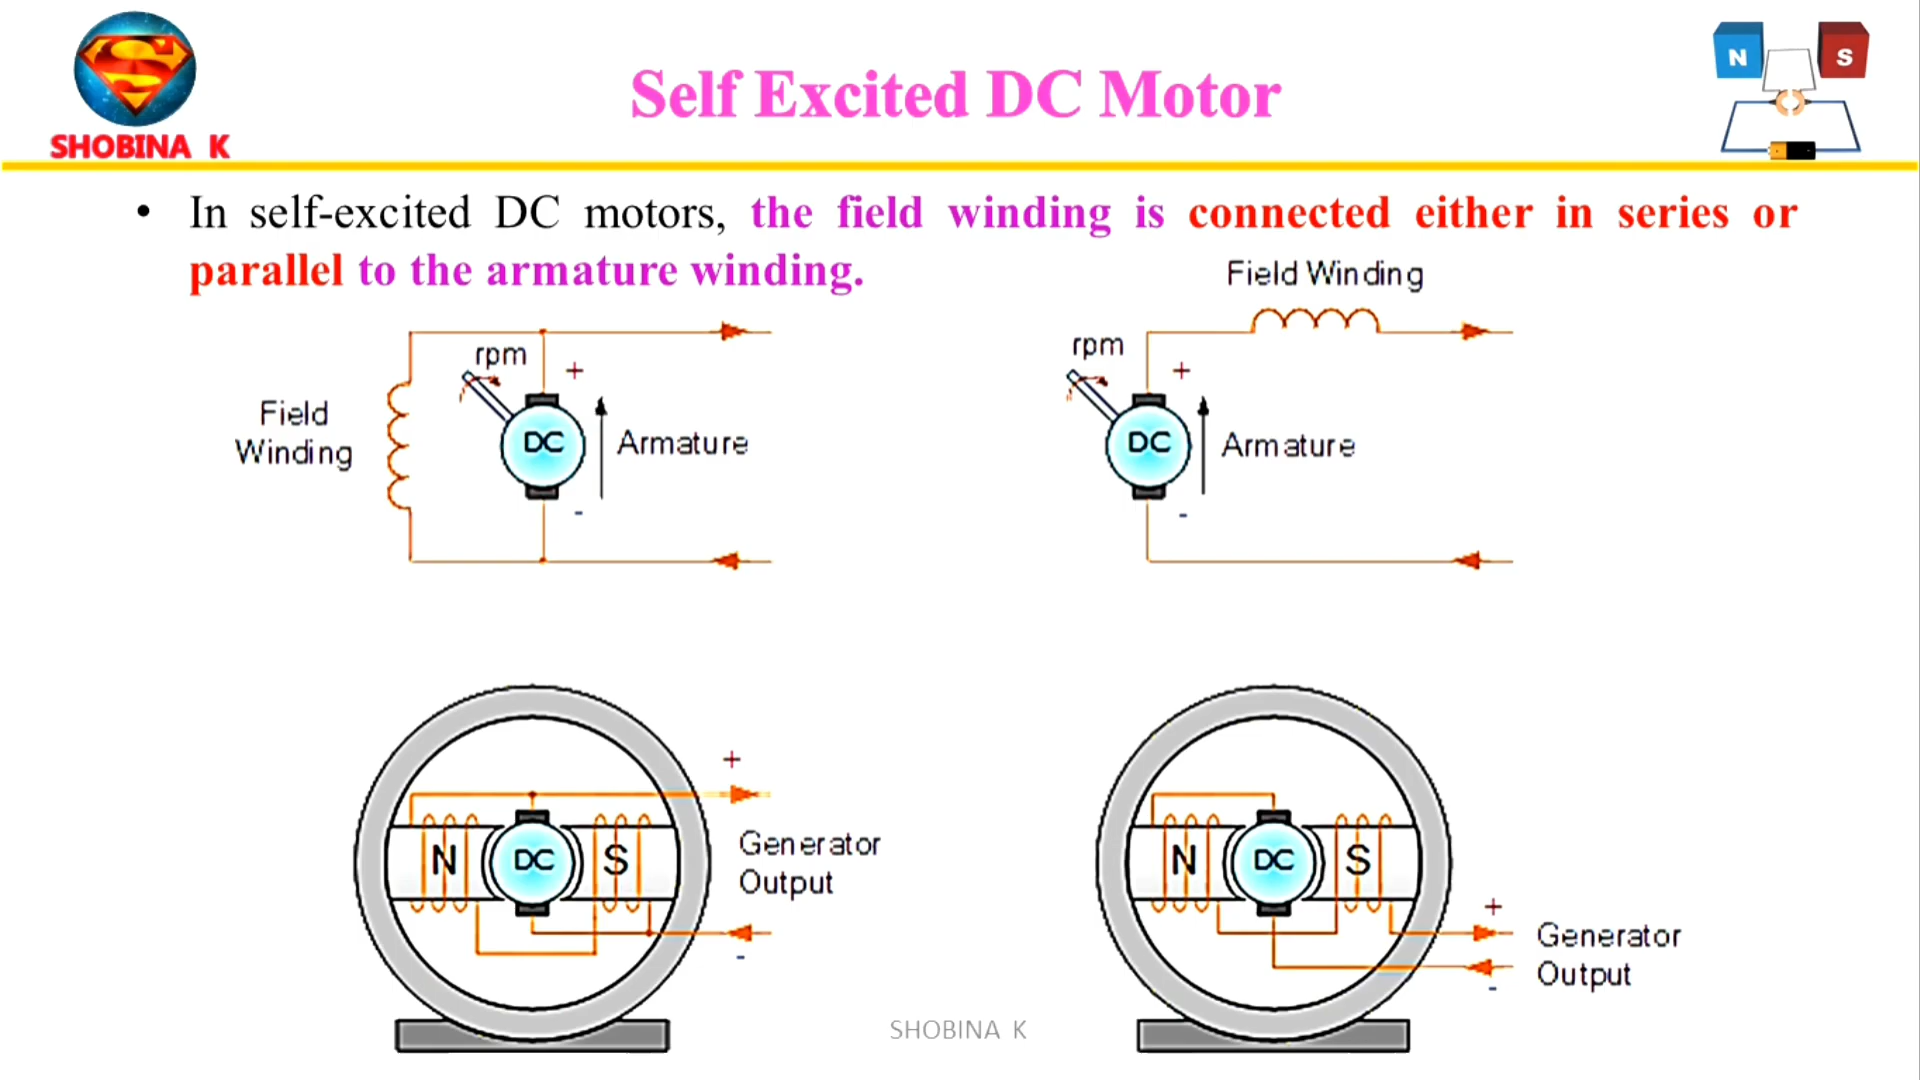 SHOBINA K
Self Excited DC Motor
N S
• In self-excited DC motors, the field winding is connected either in series or
parallel to the armature winding.
Field Winding
rpm
+
Field
Winding
DC
Armature
-
rpm
+
DC
Armature
-
+
N DC S
Generator
Output
-
N DC S
+
Generator
Output
-
SHOBINA K